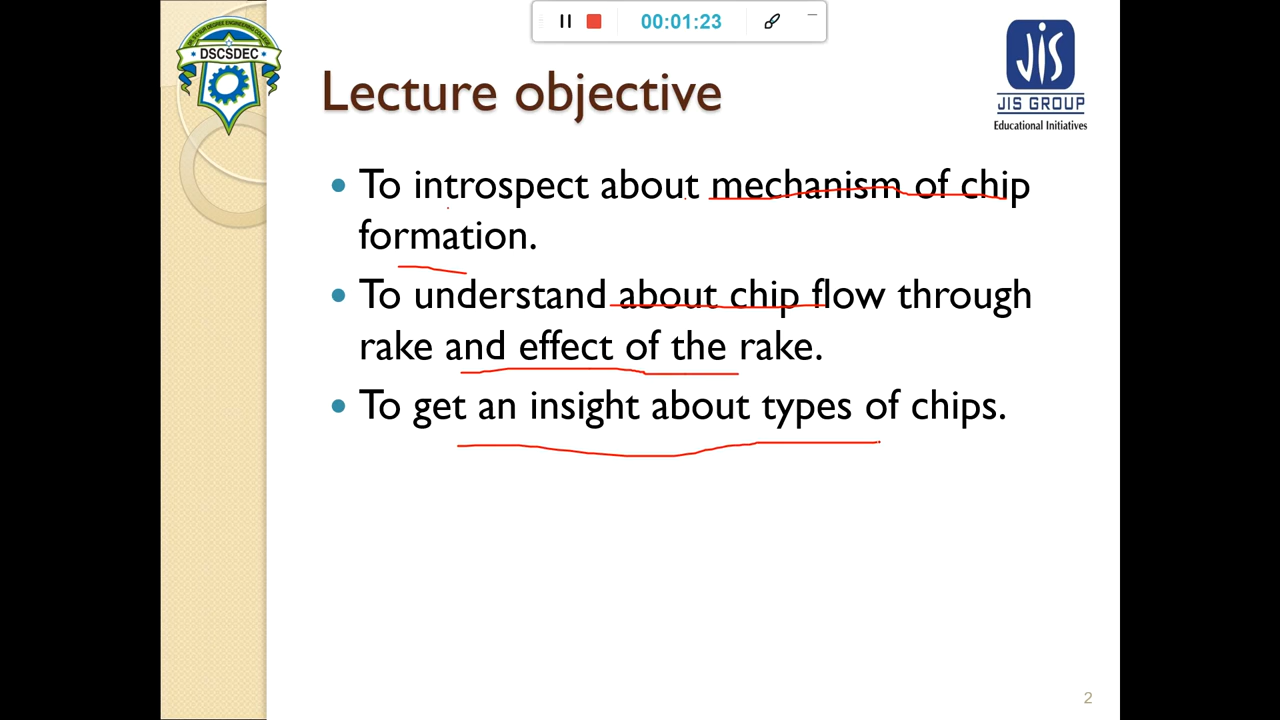 00:01:23
DSCSDEC
JIS
JIS GROUP
Educational Initiatives
Lecture objective
• To introspect about mechanism of chip
formation.
• To understand about chip flow through
rake and effect of the rake.
• To get an insight about types of chips.
2